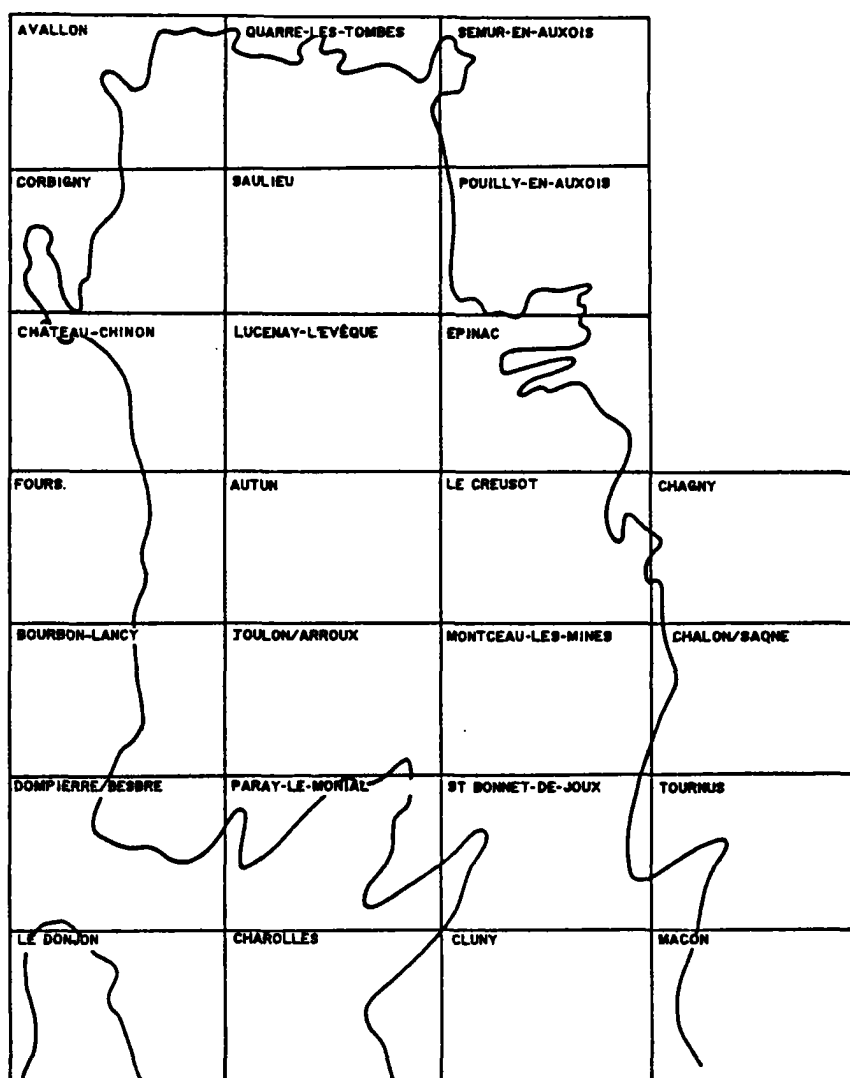 AVALLON QUARRE-LES-TOMBES SEMUR-EN-AUXOIS
CORBIGNY SAULIEU POUILLY-EN-AUXOIS
CHÂTEAU-CHINON LUCENAY-L'EVÊQUE EPINAC
FOURS. AUTUN LE CREUSOT CHAGNY
BOURBON-LANCY TOULON/ARROUX MONTCEAU-LES-MINES CHALON/SAONE
DOMPIERRE/BESBRE PARAY-LE-MONIAL ST BONNET-DE-JOUX TOURNUS
LE DONJON CHAROLLES CLUNY MACON